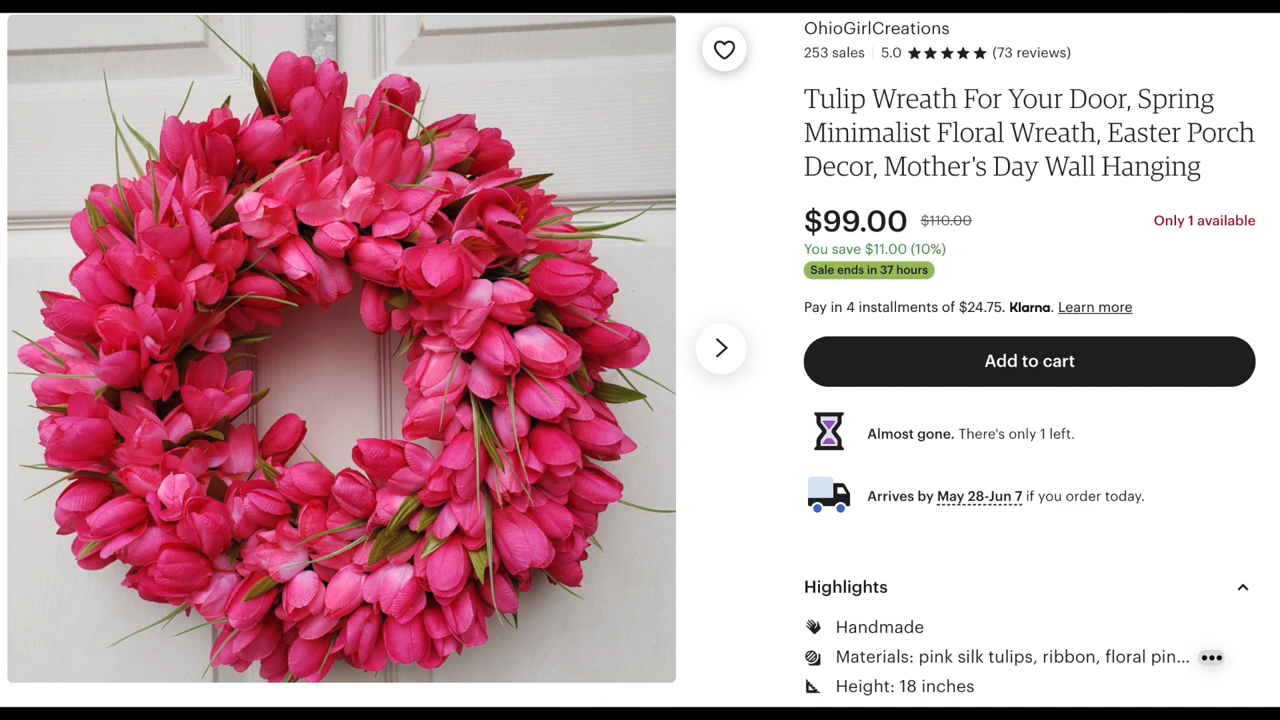 OhioGirlCreations
253 sales | 5.0 ★★★★★ (73 reviews)
Tulip Wreath For Your Door, Spring
Minimalist Floral Wreath, Easter Porch
Decor, Mother's Day Wall Hanging
$99.00 $110.00 Only 1 available
You save $11.00 (10%)
Sale ends in 37 hours
Pay in 4 installments of $24.75. Klarna. Learn more
Add to cart
Almost gone. There's only 1 left.
Arrives by May 28-Jun 7 if you order today.
Highlights
Handmade
Materials: pink silk tulips, ribbon, floral pin...
Height: 18 inches